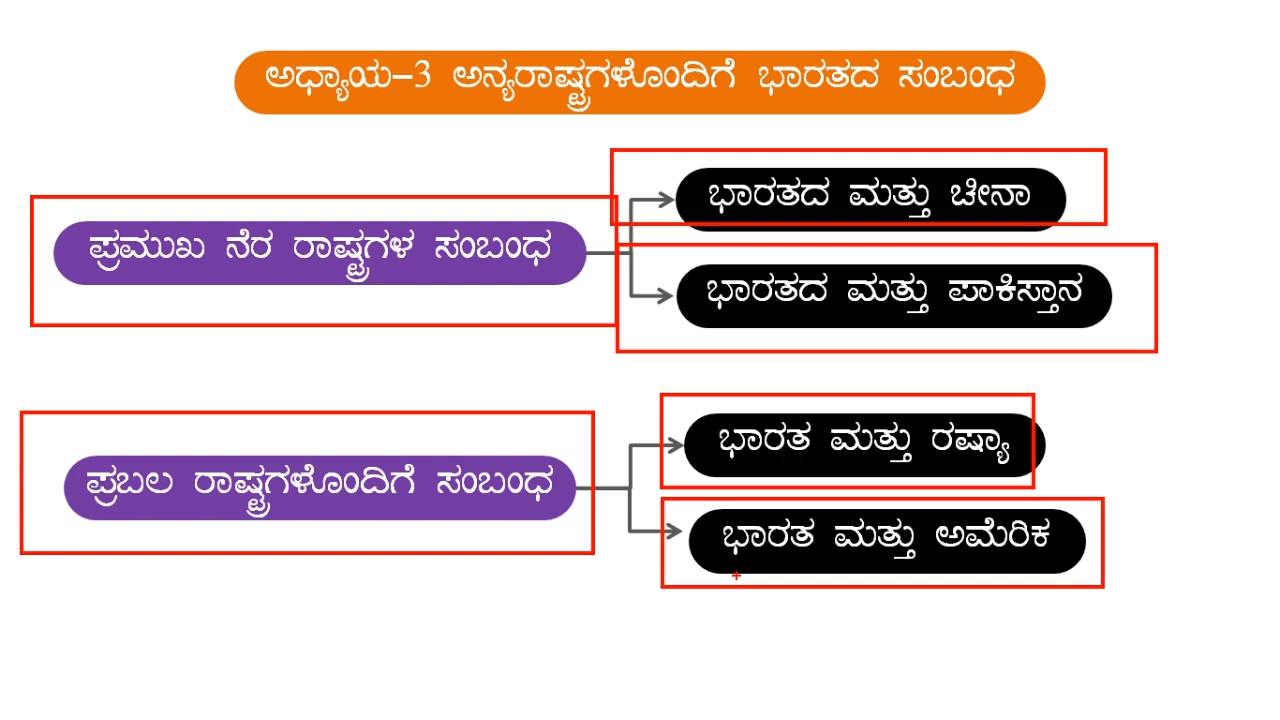 ಅಧ್ಯಾಯ-3 ಅನ್ಯರಾಷ್ಟ್ರಗಳೊಂದಿಗೆ ಭಾರತದ ಸಂಬಂಧ
ಪ್ರಮುಖ ನೆರ ರಾಷ್ಟ್ರಗಳ ಸಂಬಂಧ
ಭಾರತದ ಮತ್ತು ಚೀನಾ
ಭಾರತದ ಮತ್ತು ಪಾಕಿಸ್ತಾನ
ಪ್ರಬಲ ರಾಷ್ಟ್ರಗಳೊಂದಿಗೆ ಸಂಬಂಧ
ಭಾರತ ಮತ್ತು ರಷ್ಯಾ
ಭಾರತ ಮತ್ತು ಅಮೆರಿಕ